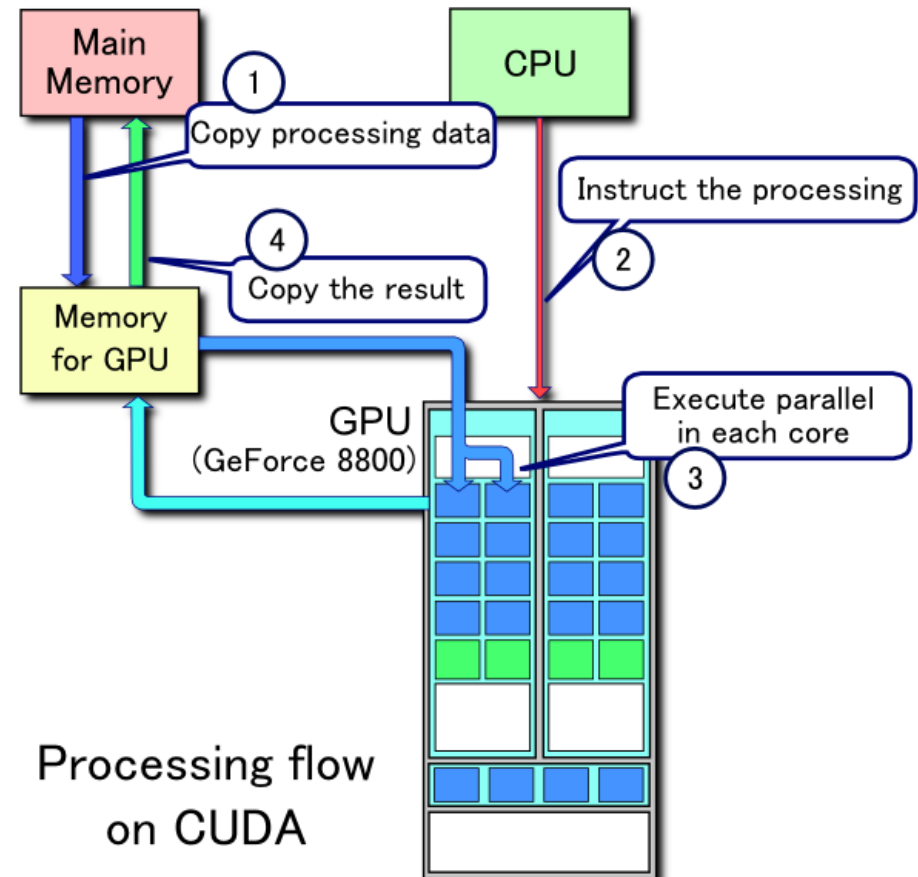 Main
Memory
CPU
1
Copy processing data
Instruct the processing
2
4
Copy the result
Memory
for GPU
GPU
(GeForce 8800)
Execute parallel
in each core
3
Processing flow
on CUDA